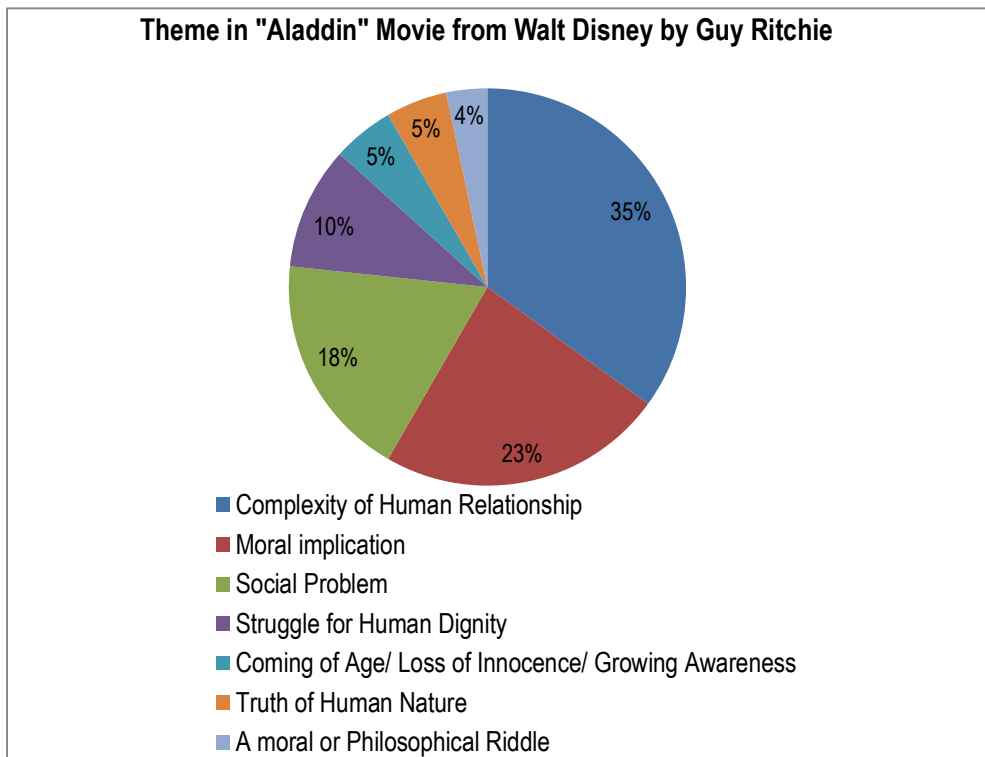 Theme in "Aladdin" Movie from Walt Disney by Guy Ritchie
4%
5%
5%
35%
10%
18%
23%
Complexity of Human Relationship
Moral implication
Social Problem
Struggle for Human Dignity
Coming of Age/ Loss of Innocence/ Growing Awareness
Truth of Human Nature
A moral or Philosophical Riddle